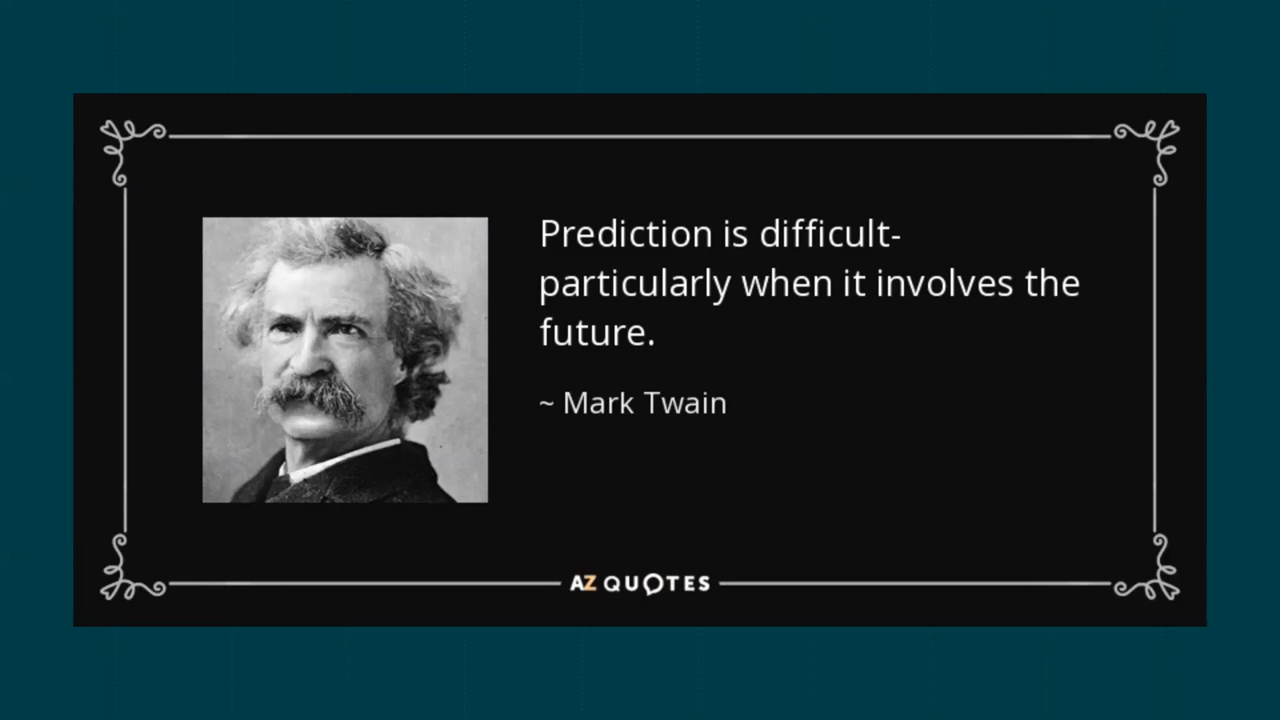 Prediction is difficult-
particularly when it involves the
future.
~ Mark Twain
AZ QUOTES